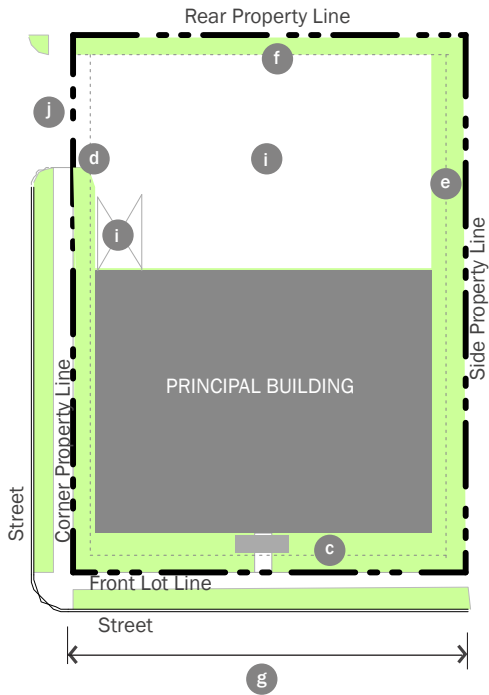 Rear Property Line
f
j
d
i
e
i
Side Property Line
PRINCIPAL BUILDING
Corner Property Line
Street
c
Front Lot Line
Street
g